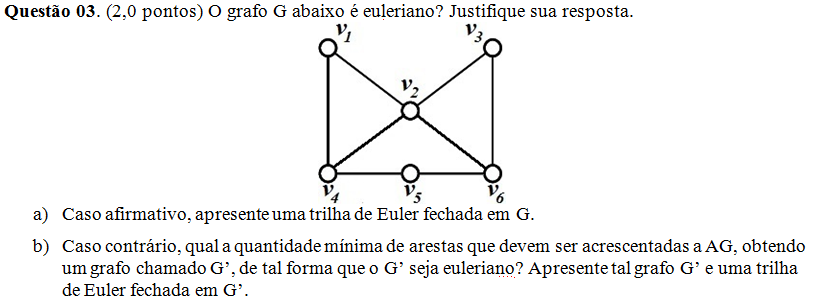 Questão 03. (2,0 pontos) O grafo G abaixo é euleriano? Justifique sua resposta.
v1
v3
v2
v4
v5
v6
a) Caso afirmativo, apresente uma trilha de Euler fechada em G.
b) Caso contrário, qual a quantidade mínima de arestas que devem ser acrescentadas a AG, obtendo
um grafo chamado G’, de tal forma que o G’ seja euleriano? Apresente tal grafo G’ e uma trilha
de Euler fechada em G’.